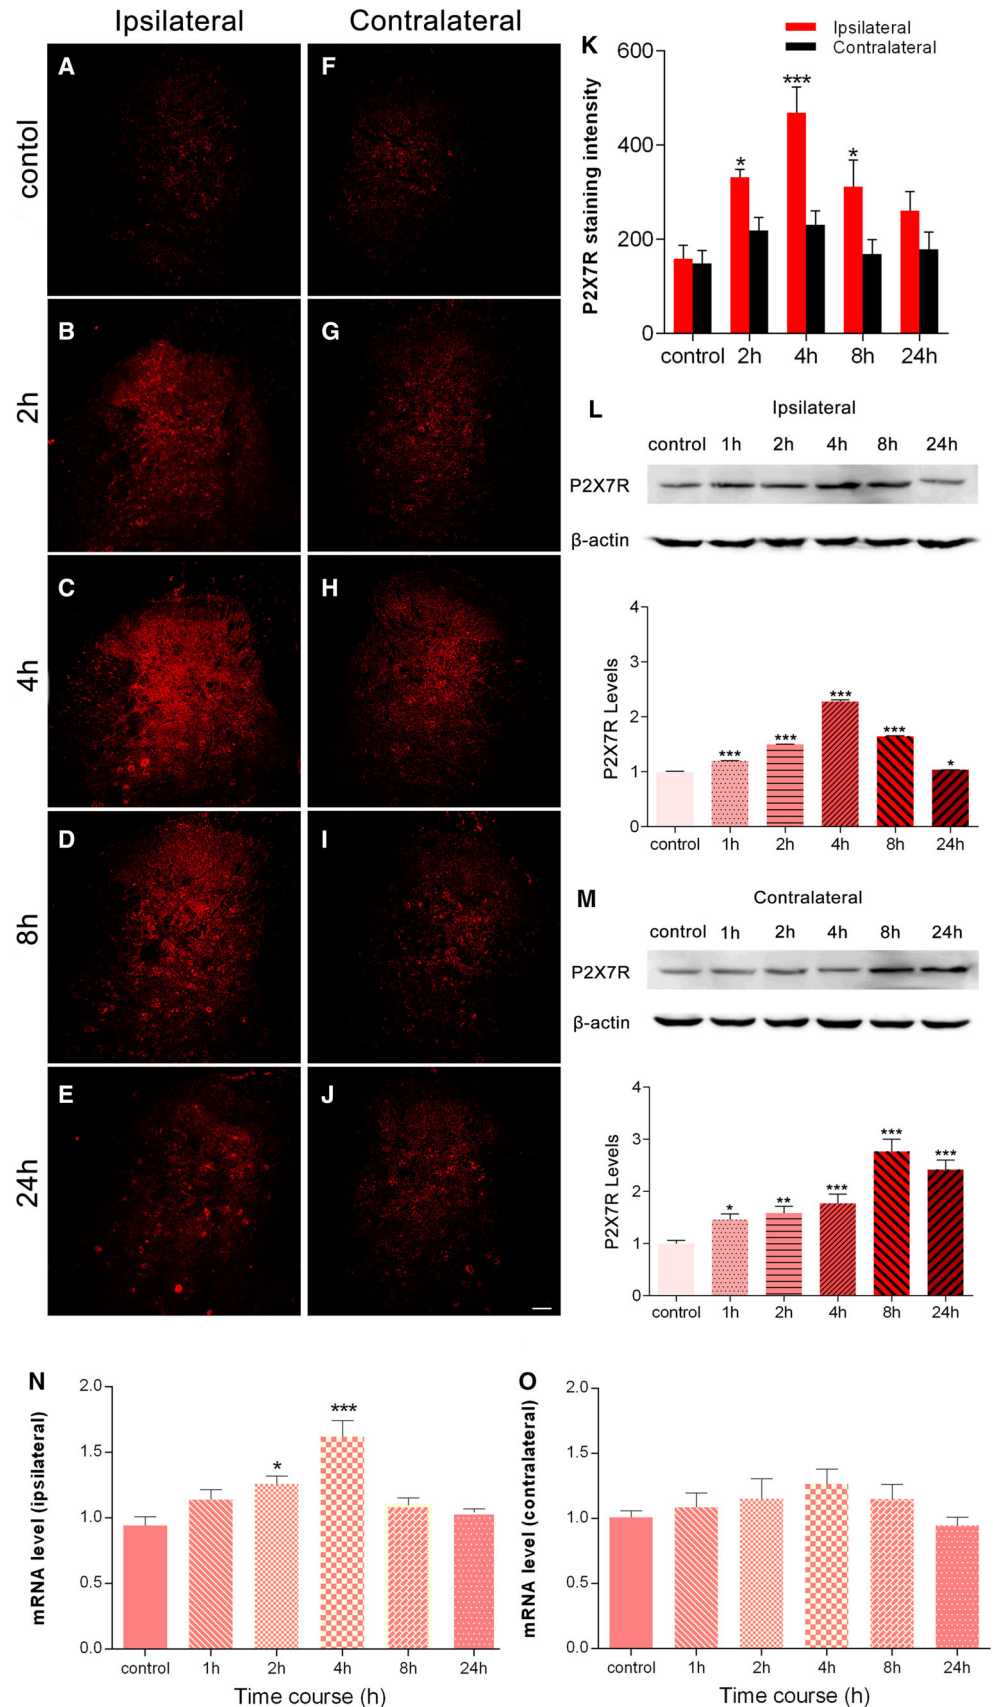 Ipsilateral Contralateral
contol
2h
4h
8h
24h
A
F
B
G
C
H
D
I
E
J
K
Ipsilateral
Contralateral
P2X7R staining intensity
600
400
200
0
*
***
*
control 2h 4h 8h 24h
L
Ipsilateral
control 1h 2h 4h 8h 24h
P2X7R
β-actin
P2X7R Levels
4
3
2
1
0
*** *** *** *** *
control 1h 2h 4h 8h 24h
M
Contralateral
control 1h 2h 4h 8h 24h
P2X7R
β-actin
P2X7R Levels
4
3
2
1
0
* ** *** *** ***
control 1h 2h 4h 8h 24h
N
mRNA level (ipsilateral)
2.0
1.5
1.0
0.5
0.0
* ***
control 1h 2h 4h 8h 24h
Time course (h)
O
mRNA level (contralateral)
2.0
1.5
1.0
0.5
0.0
control 1h 2h 4h 8h 24h
Time course (h)